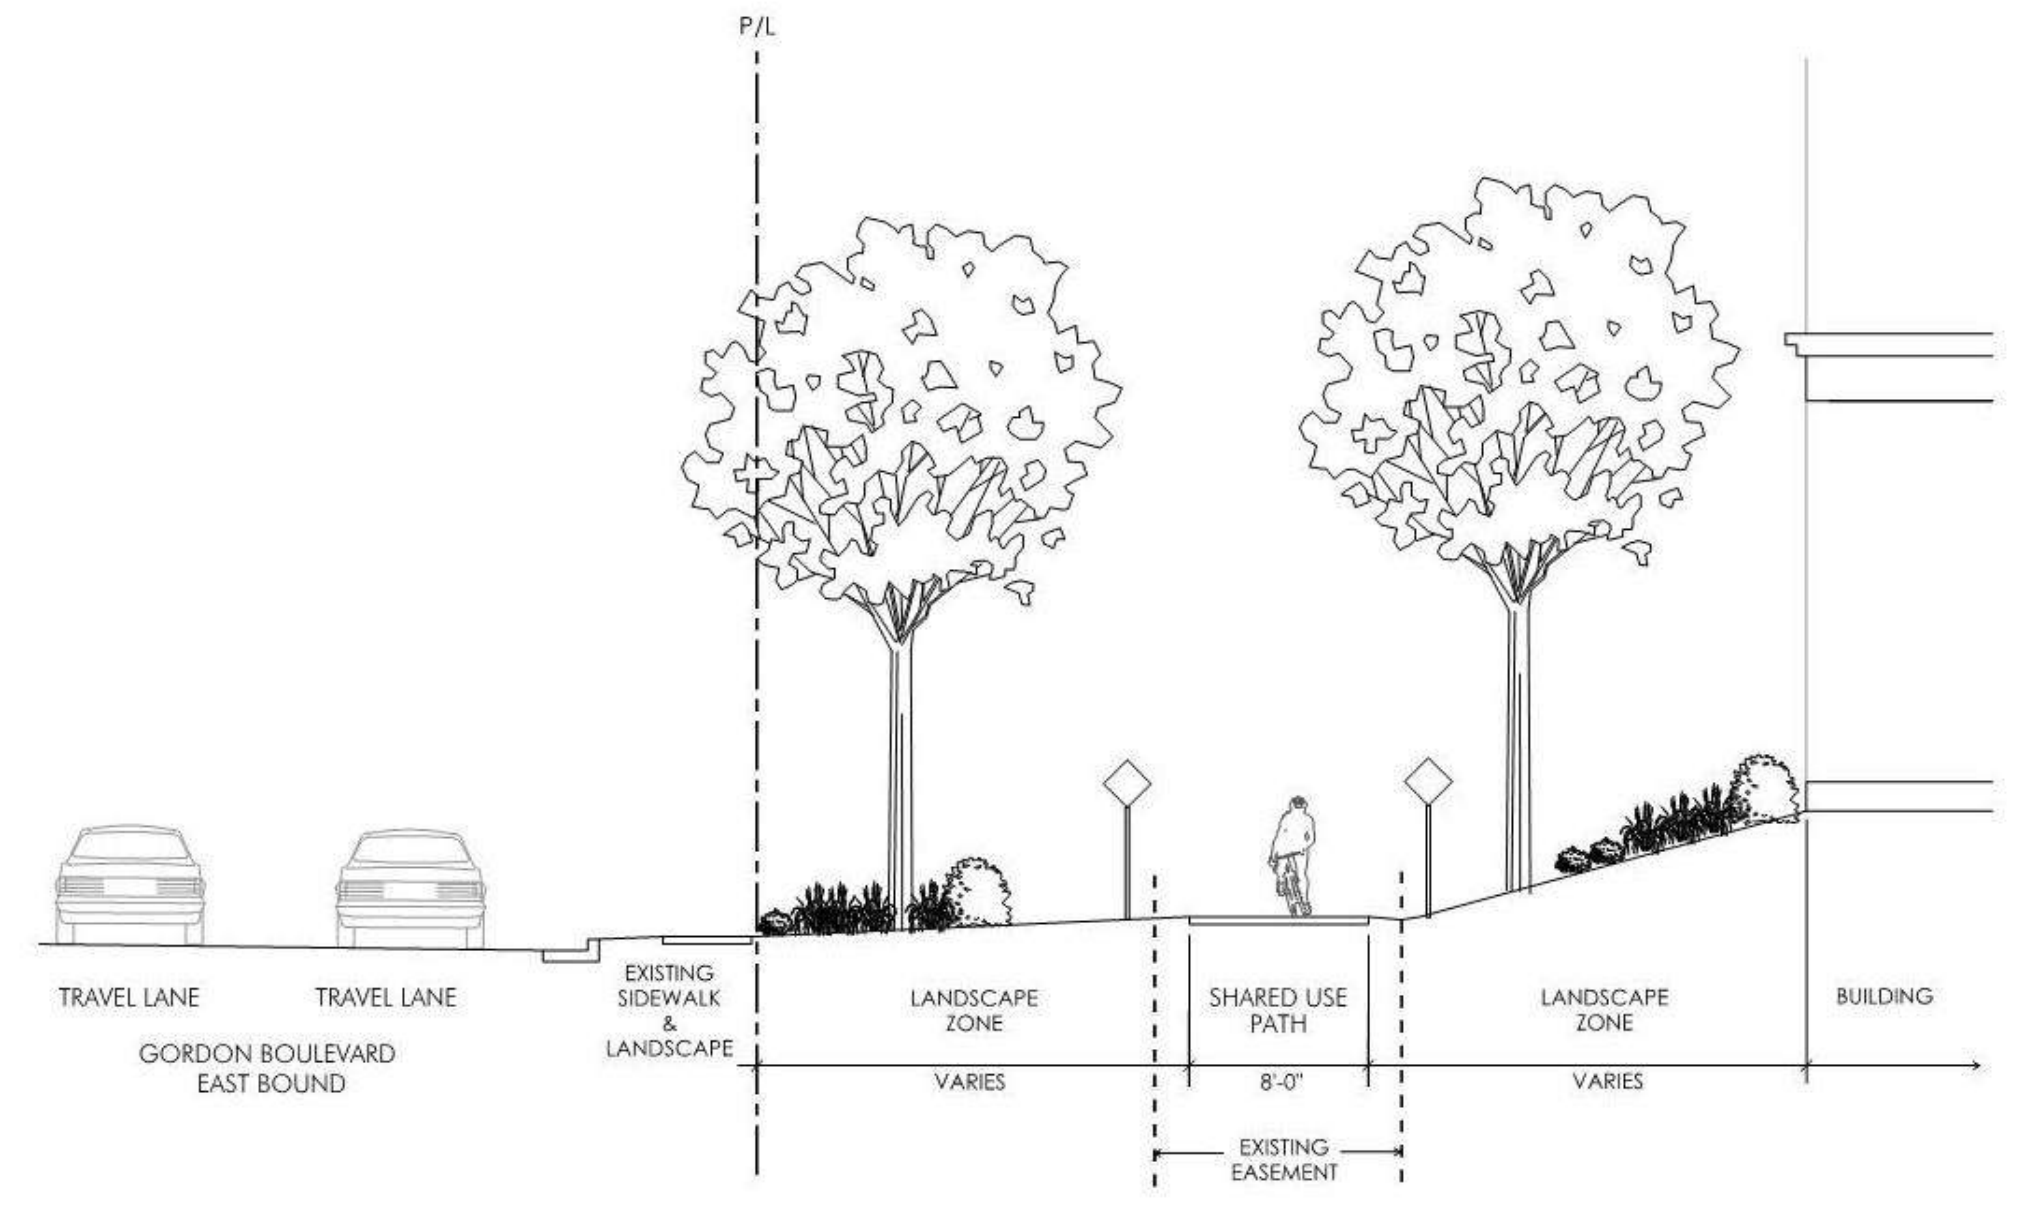 P/L
TRAVEL LANE
TRAVEL LANE
GORDON BOULEVARD
EAST BOUND
EXISTING
SIDEWALK
&
LANDSCAPE
LANDSCAPE
ZONE
VARIES
SHARED USE
PATH
8'-0"
EXISTING
EASEMENT
LANDSCAPE
ZONE
VARIES
BUILDING